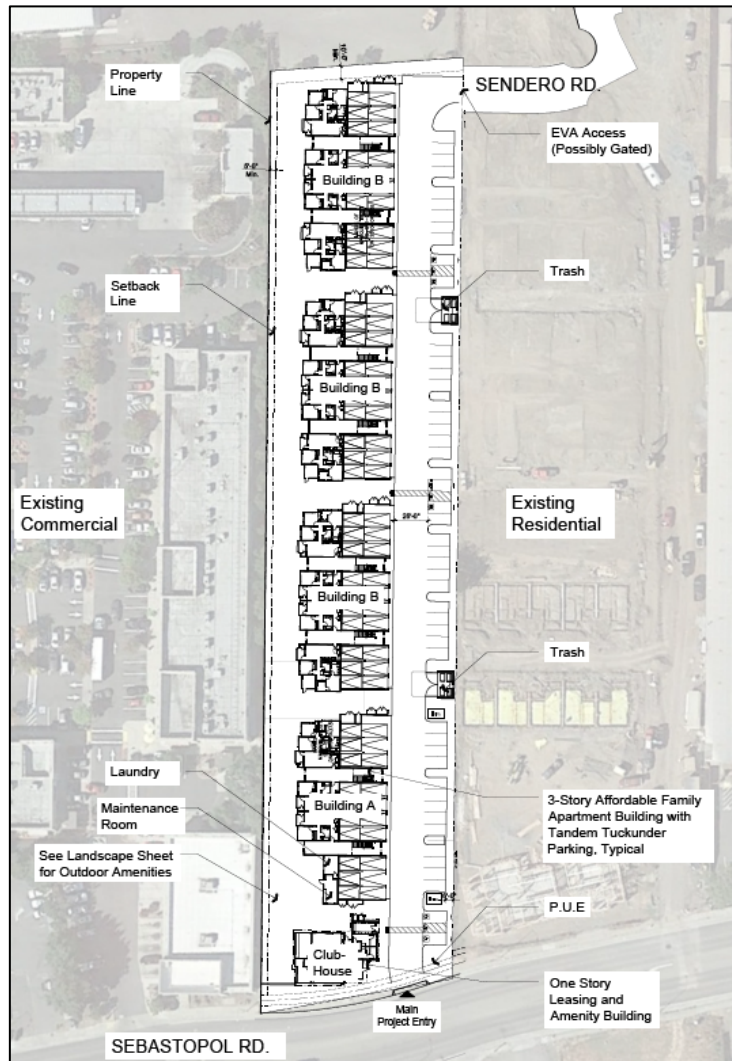 Property
Line
SENDERO RD.
EVA Access
(Possibly Gated)
Building B
Trash
Setback
Line
Building B
Existing
Commercial
Existing
Residential
Building B
Trash
Laundry
Maintenance
Room
Building A
3-Story Affordable Family
Apartment Building with
Tandem Tuckunder
Parking, Typical
See Landscape Sheet
for Outdoor Amenities
P.U.E
Club-
House
One Story
Leasing and
Amenity Building
Main
Project Entry
SEBASTOPOL RD.